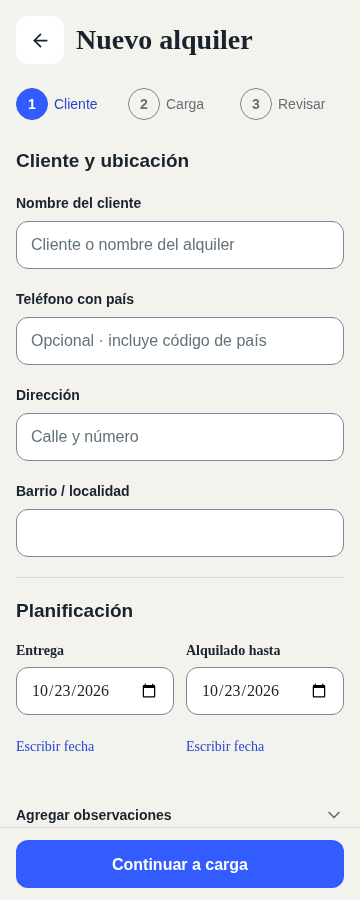 Nuevo alquiler
1 Cliente 2 Carga 3 Revisar
Cliente y ubicación
Nombre del cliente
Cliente o nombre del alquiler
Teléfono con país
Opcional · incluye código de país
Dirección
Calle y número
Barrio / localidad
Planificación
Entrega Alquilado hasta
10/23/2026 10/23/2026
Escribir fecha Escribir fecha
Agregar observaciones
Continuar a carga